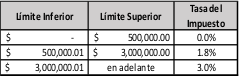 Límite Inferior Límite Superior Tasa del Impuesto
$ - $ 500,000.00 0.0%
$ 500,000.01 $ 3,000,000.00 1.8%
$ 3,000,000.01 en adelante 3.0%